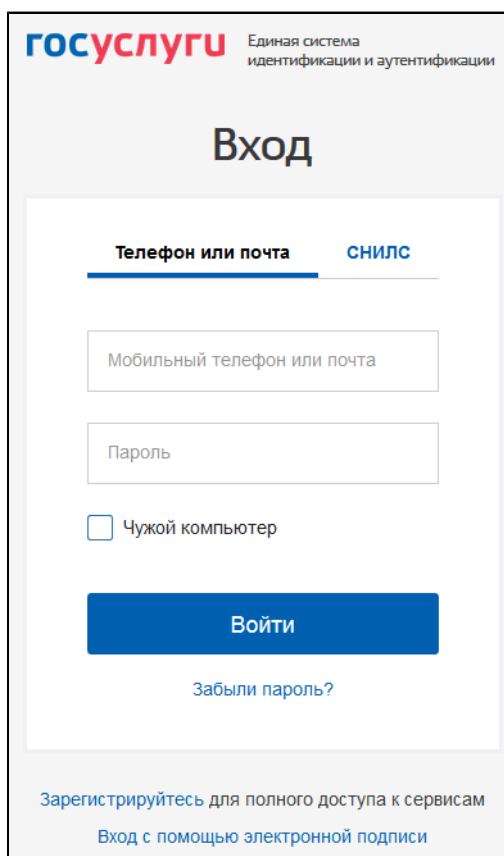 госуслуги
Единая система
идентификации и аутентификации
Вход
Телефон или почта СНИЛС
Мобильный телефон или почта
Пароль
Чужой компьютер
Войти
Забыли пароль?
Зарегистрируйтесь для полного доступа к сервисам
Вход с помощью электронной подписи